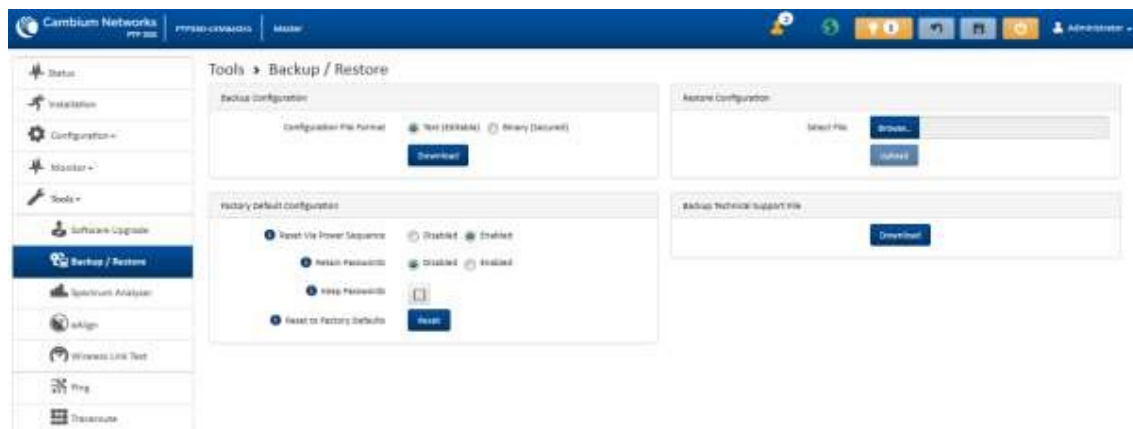 Cambium Networks
Master
Administrator
Tools > Backup / Restore
Status
Installation
Configuration
Monitor
Tools
Software Upgrade
Backup / Restore
Spectrum Analyzer
eAlign
Wireless Link Test
Ping
Traceroute
Backup Configuration
Configuration File Format
Text (Editable)
Binary (Secured)
Download
Restore Configuration
Select File
Browse...
Upload
Factory Default Configuration
Reset Via Power Sequence
Disabled
Enabled
Retain Passwords
Disabled
Enabled
Keep Passwords
Reset to Factory Defaults
Reset
Backup Technical Support File
Download